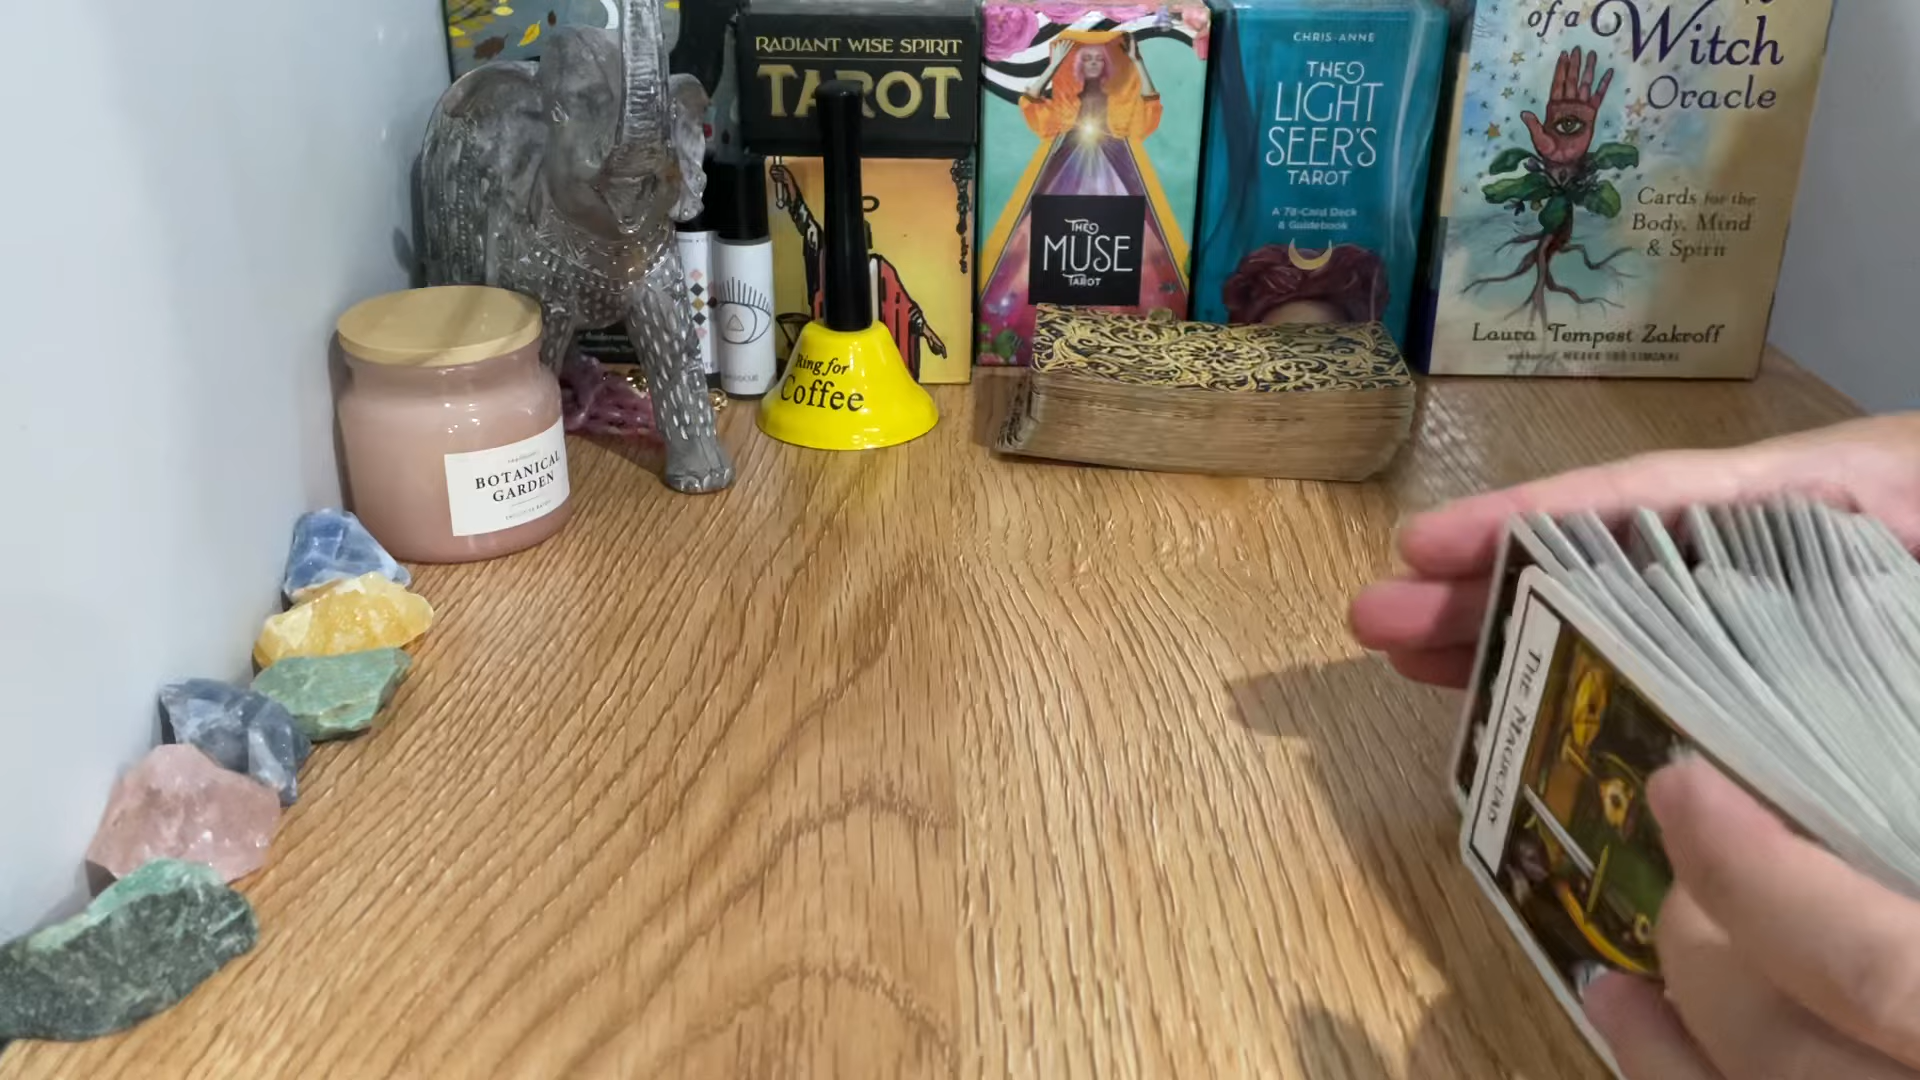 RADIANT WISE SPIRIT
TAROT
THE
MUSE
TAROT
CHRIS-ANNE
THE
LIGHT
SEER'S
TAROT
A 78-Card Deck
& Guidebook
of a Witch
Oracle
Cards for the
Body, Mind
& Spirit
Laura Tempest Zakroff
Ring for
Coffee
BOTANICAL
GARDEN
THE MAGICIAN